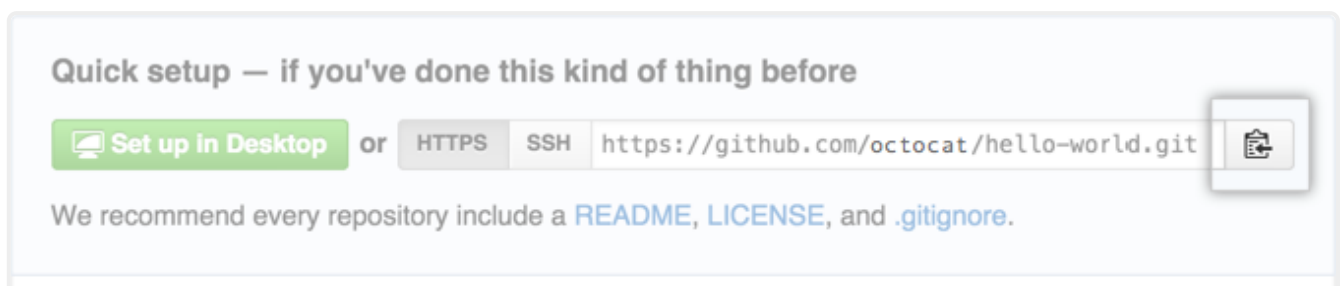 Quick setup — if you've done this kind of thing before
Set up in Desktop or HTTPS SSH https://github.com/octocat/hello-world.git
We recommend every repository include a README, LICENSE, and .gitignore.